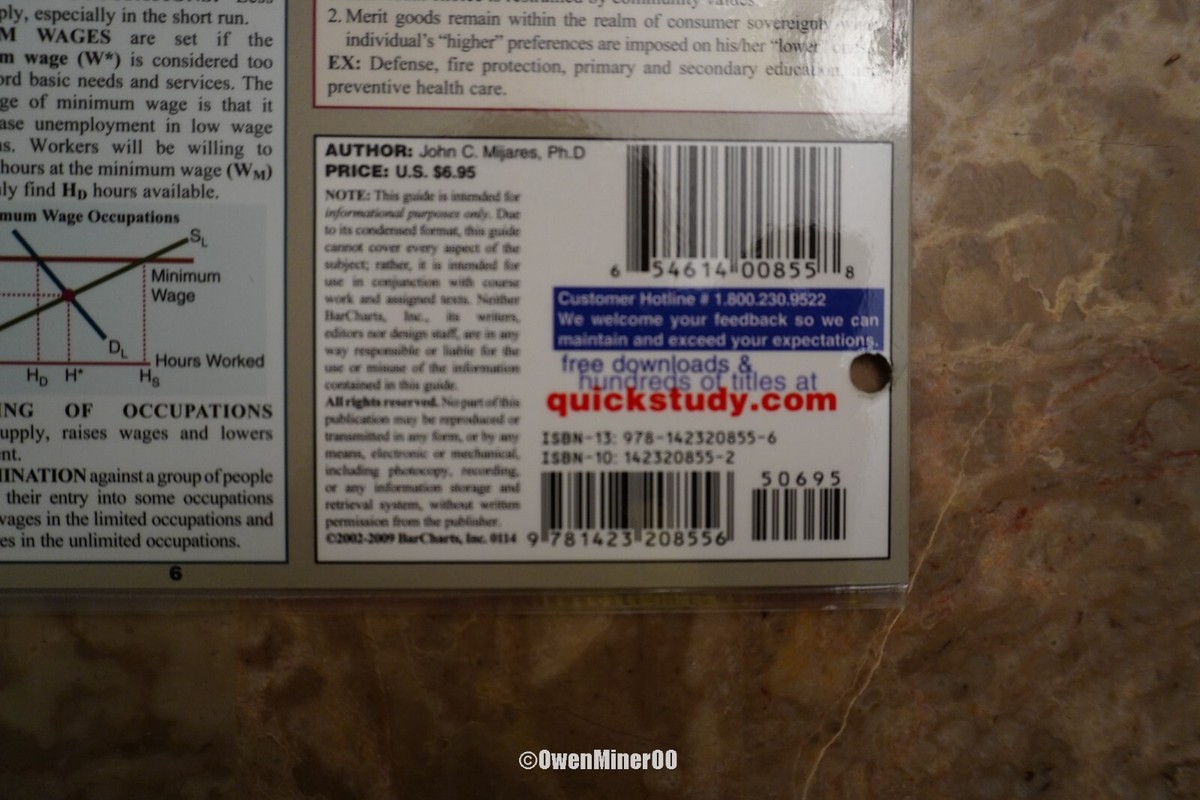 ply, especially in the short run.
M WAGES are set if the
m wage (W*) is considered too
ord basic needs and services. The
ge of minimum wage is that it
ase unemployment in low wage
ns. Workers will be willing to
hours at the minimum wage (WM)
nly find HD hours available.
mum Wage Occupations
SL
Minimum
Wage
DL
Hours Worked
HD H* HS
ING OF OCCUPATIONS
upply, raises wages and lowers
nt.
MINATION against a group of people
their entry into some occupations
wages in the limited occupations and
es in the unlimited occupations.
6
2. Merit goods remain within the realm of consumer sovereignty
individual's “higher” preferences are imposed on his/her “lower”
EX: Defense, fire protection, primary and secondary education,
preventive health care.
AUTHOR: John C. Mijares, Ph.D
PRICE: U.S. $6.95
NOTE: This guide is intended for
informational purposes only. Due
to its condensed format, this guide
cannot cover every aspect of the
subject; rather, it is intended for
use in conjunction with course
work and assigned texts. Neither
BarCharts, Inc., its writers,
editors nor design staff, are in any
way responsible or liable for the
use or misuse of the information
contained in this guide.
All rights reserved. No part of this
publication may be reproduced or
transmitted in any form, or by any
means, electronic or mechanical,
including photocopy, recording,
or any information storage and
retrieval system, without written
permission from the publisher.
©2002-2009 BarCharts, Inc. 0114
6 54614 00855 8
Customer Hotline # 1.800.230.9522
We welcome your feedback so we can
maintain and exceed your expectations.
free downloads &
hundreds of titles at
quickstudy.com
ISBN-13: 978-142320855-6
ISBN-10: 142320855-2
50695
9 781423 208556
©OwenMiner00